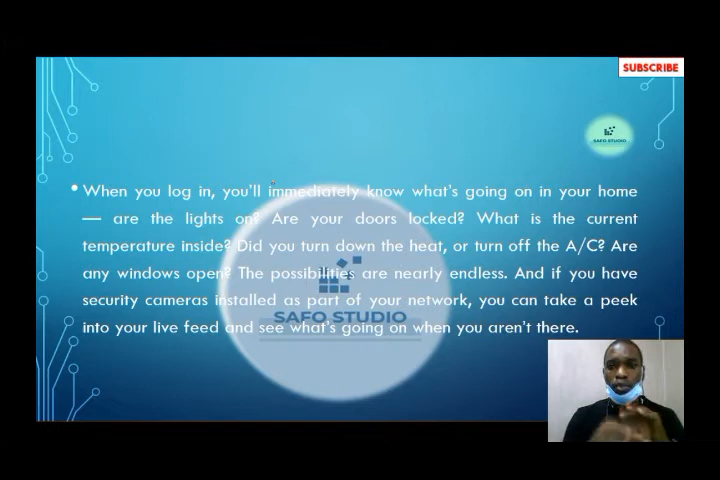 SUBSCRIBE
SAFO STUDIO
• When you log in, you'll immediately know what's going on in your home
— are the lights on? Are your doors locked? What is the current
temperature inside? Did you turn down the heat, or turn off the A/C? Are
any windows open? The possibilities are nearly endless. And if you have
security cameras installed as part of your network, you can take a peek
SAFO STUDIO
into your live feed and see what's going on when you aren't there.